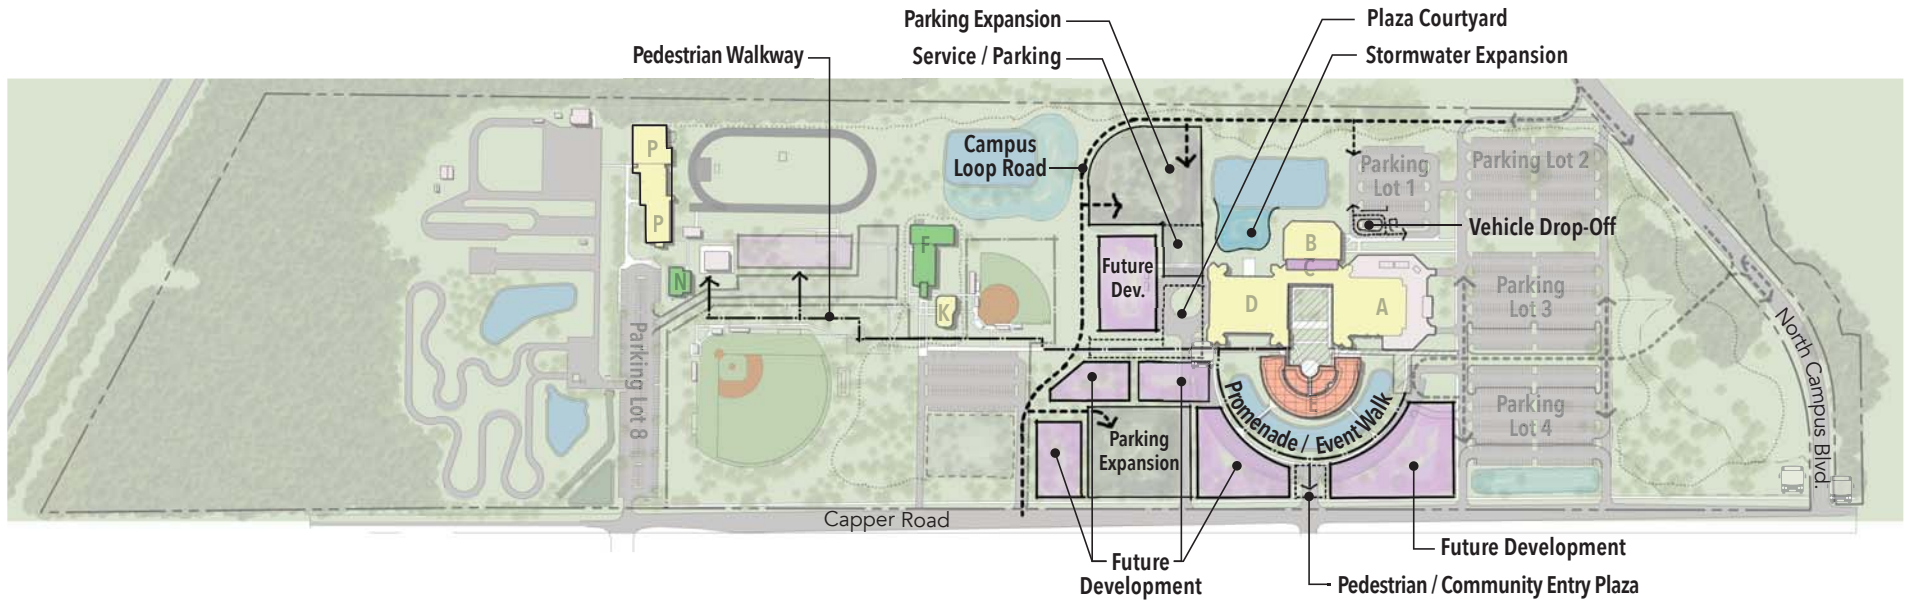 Parking Expansion
Plaza Courtyard
Pedestrian Walkway
Service / Parking
Stormwater Expansion
P
Campus
Loop Road
Parking
Lot 1
Parking Lot 2
P
F
B
Vehicle Drop-Off
C
Future
Dev.
N
K
D
A
Parking
Lot 3
Parking Lot 8
North Campus Blvd.
E
Promenade / Event Walk
Parking
Lot 4
Parking
Expansion
Capper Road
Future
Development
Future Development
Pedestrian / Community Entry Plaza